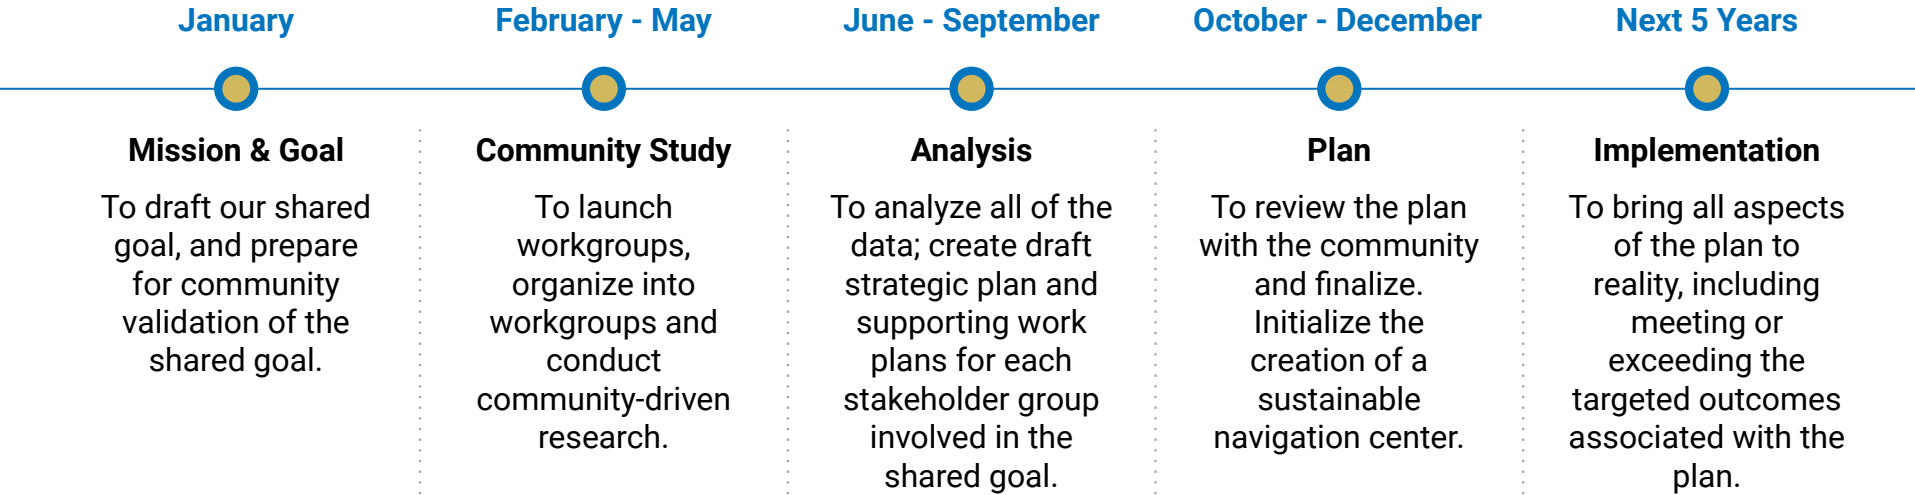 January
Mission & Goal
To draft our shared
goal, and prepare
for community
validation of the
shared goal.
February - May
Community Study
To launch
workgroups,
organize into
workgroups and
conduct
community-driven
research.
June - September
Analysis
To analyze all of the
data; create draft
strategic plan and
supporting work
plans for each
stakeholder group
involved in the
shared goal.
October - December
Plan
To review the plan
with the community
and finalize.
Initialize the
creation of a
sustainable
navigation center.
Next 5 Years
Implementation
To bring all aspects
of the plan to
reality, including
meeting or
exceeding the
targeted outcomes
associated with the
plan.